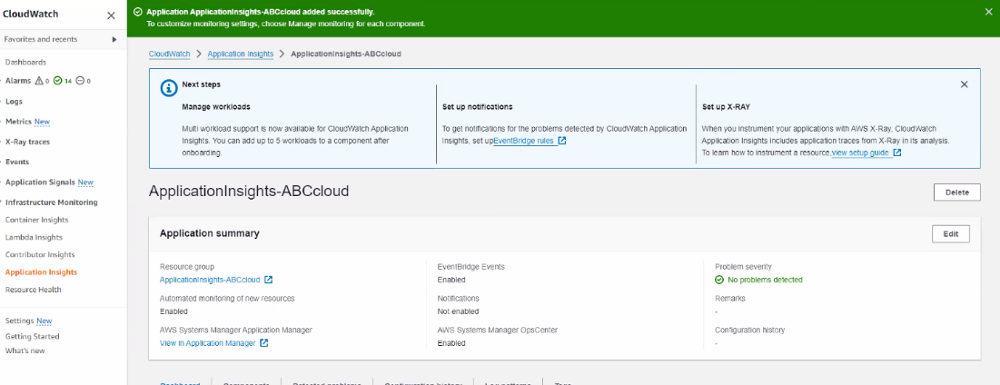 CloudWatch
Application ApplicationInsights-ABCcloud added successfully.
To customize monitoring settings, choose Manage monitoring for each component.
Favorites and recents
Dashboards
Alarms 0 14 0
Logs
Metrics New
X-Ray traces
Events
Application Signals New
Infrastructure Monitoring
Container Insights
Lambda Insights
Contributor Insights
Application Insights
Resource Health
Settings New
Getting Started
What's new
CloudWatch > Application Insights > ApplicationInsights-ABCcloud
Next steps
Manage workloads
Multi workload support is now available for CloudWatch Application
Insights. You can add up to 5 workloads to a component after
onboarding.
Set up notifications
To get notifications for the problems detected by CloudWatch Application
Insights, set upEventBridge rules
Set up X-RAY
When you instrument your applications with AWS X-Ray, CloudWatch
Application Insights includes application traces from X-Ray in its analysis.
To learn how to instrument a resource,view setup guide
ApplicationInsights-ABCcloud
Delete
Application summary
Edit
Resource group
ApplicationInsights-ABCcloud
Automated monitoring of new resources
Enabled
AWS Systems Manager Application Manager
View in Application Manager
EventBridge Events
Enabled
Notifications
Not enabled
AWS Systems Manager OpsCenter
Enabled
Problem severity
No problems detected
Remarks
-
Configuration history
-
Dashboard Components Detected problems Configuration history Log patterns Tags